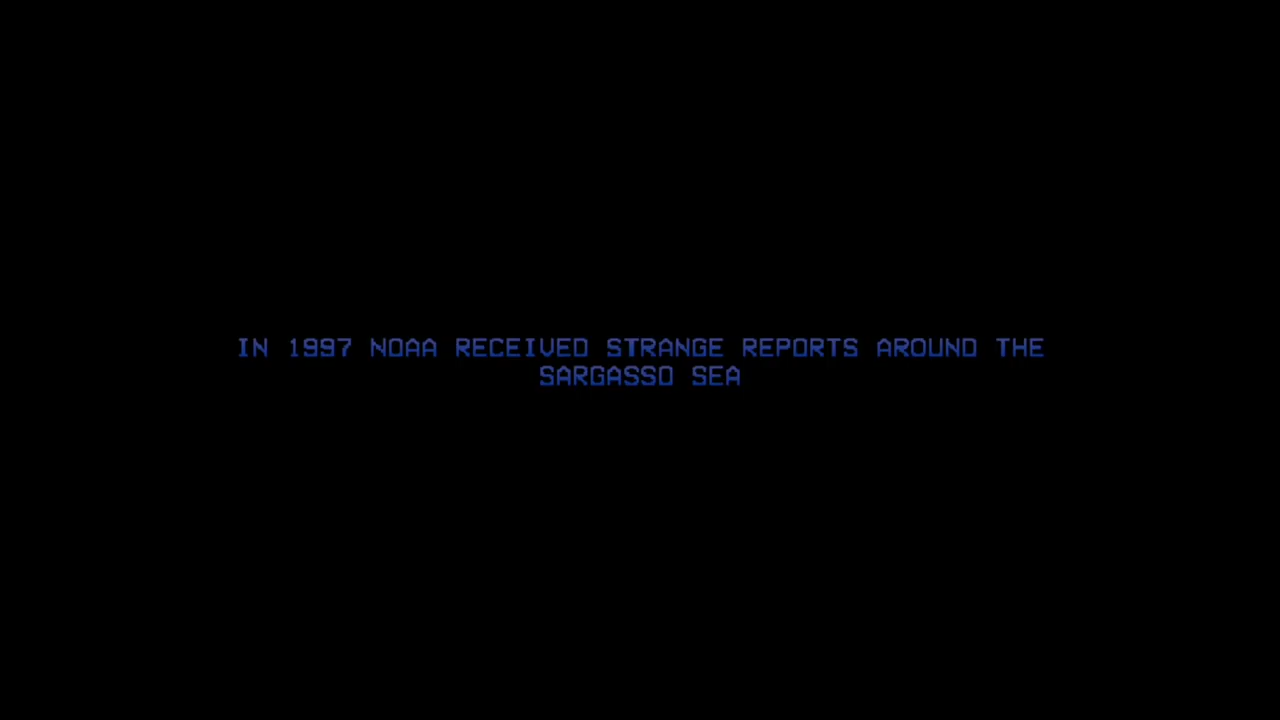 IN 1997 NOAA RECEIVED STRANGE REPORTS AROUND THE
SARGASSO SEA